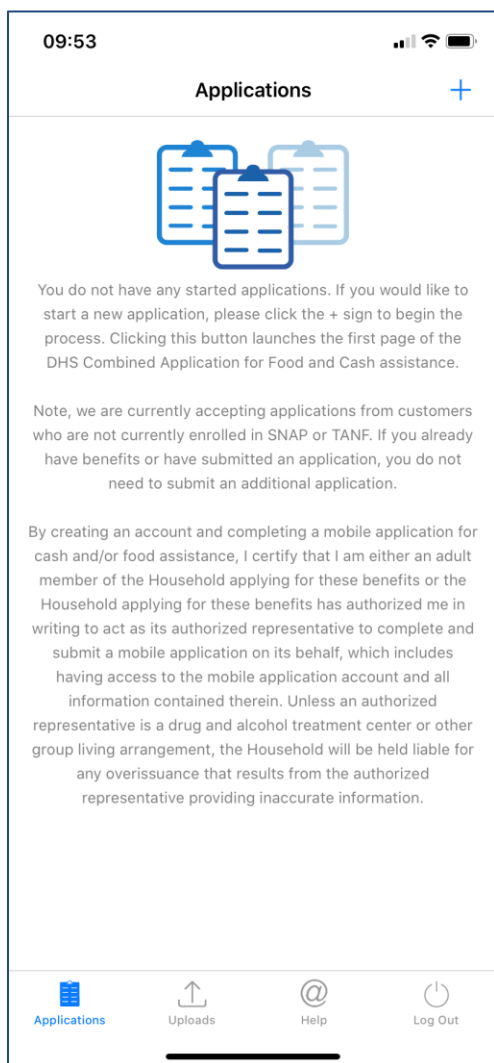 09:53
Applications
+
You do not have any started applications. If you would like to
start a new application, please click the + sign to begin the
process. Clicking this button launches the first page of the
DHS Combined Application for Food and Cash assistance.
Note, we are currently accepting applications from customers
who are not currently enrolled in SNAP or TANF. If you already
have benefits or have submitted an application, you do not
need to submit an additional application.
By creating an account and completing a mobile application for
cash and/or food assistance, I certify that I am either an adult
member of the Household applying for these benefits or the
Household applying for these benefits has authorized me in
writing to act as its authorized representative to complete and
submit a mobile application on its behalf, which includes
having access to the mobile application account and all
information contained therein. Unless an authorized
representative is a drug and alcohol treatment center or other
group living arrangement, the Household will be held liable for
any overissuance that results from the authorized
representative providing inaccurate information.
Applications
Uploads
@
Help
Log Out